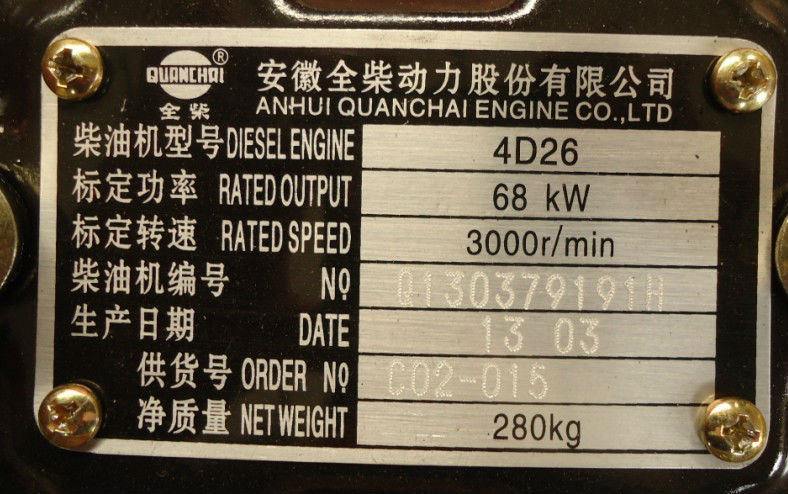 QUANCHAI ®
全柴
安徽全柴动力股份有限公司
ANHUI QUANCHAI ENGINE CO.,LTD
柴油机型号 DIESEL ENGINE 4D26
标定功率 RATED OUTPUT 68 kW
标定转速 RATED SPEED 3000r/min
柴油机编号 № Q130379191H
生产日期 DATE 13 03
供货号 ORDER № C02-015
净质量 NET WEIGHT 280kg